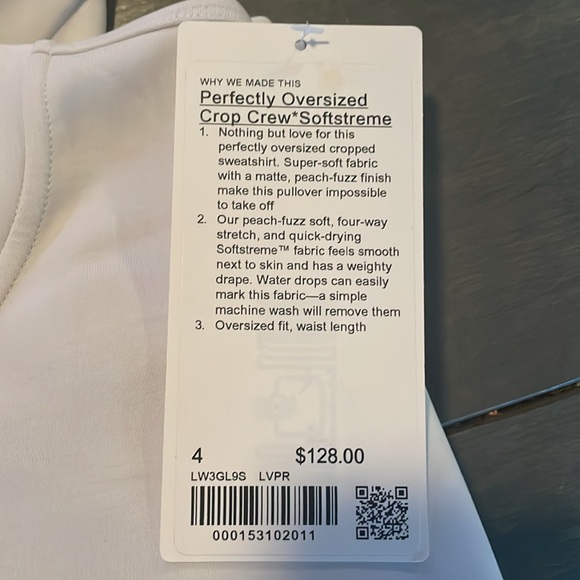 WHY WE MADE THIS
Perfectly Oversized
Crop Crew*Softstreme
1. Nothing but love for this
perfectly oversized cropped
sweatshirt. Super-soft fabric
with a matte, peach-fuzz finish
make this pullover impossible
to take off
2. Our peach-fuzz soft, four-way
stretch, and quick-drying
Softstreme™ fabric feels smooth
next to skin and has a weighty
drape. Water drops can easily
mark this fabric—a simple
machine wash will remove them
3. Oversized fit, waist length
4 $128.00
LW3GL9S LVPR
000153102011